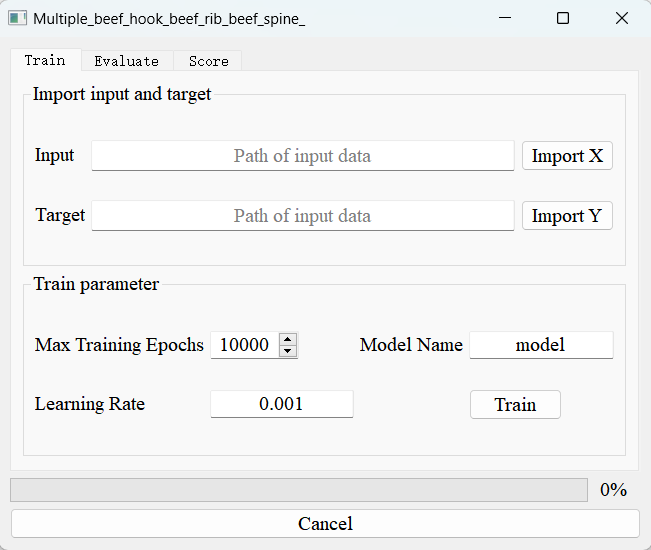 Multiple_beef_hook_beef_rib_beef_spine_
Train Evaluate Score
Import input and target
Input Path of input data Import X
Target Path of input data Import Y
Train parameter
Max Training Epochs 10000 Model Name model
Learning Rate 0.001 Train
0%
Cancel